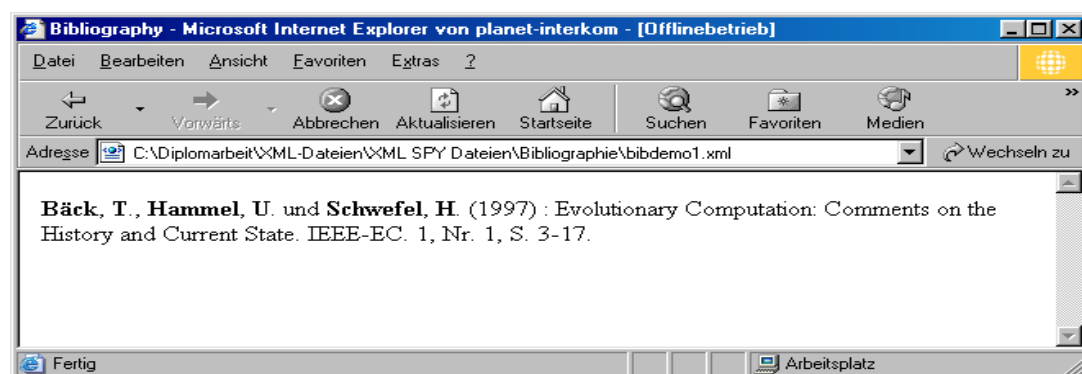 Bibliography - Microsoft Internet Explorer von planet-interkom - [Offlinebetrieb]
Datei Bearbeiten Ansicht Favoriten Extras ?
Zurück Vorwärts Abbrechen Aktualisieren Startseite Suchen Favoriten Medien »
Adresse C:\Diplomarbeit\XML-Dateien\XML SPY Dateien\Bibliographie\bibdemo1.xml Wechseln zu
Bäck, T., Hammel, U. und Schwefel, H. (1997) : Evolutionary Computation: Comments on the
History and Current State. IEEE-EC. 1, Nr. 1, S. 3-17.
Fertig Arbeitsplatz